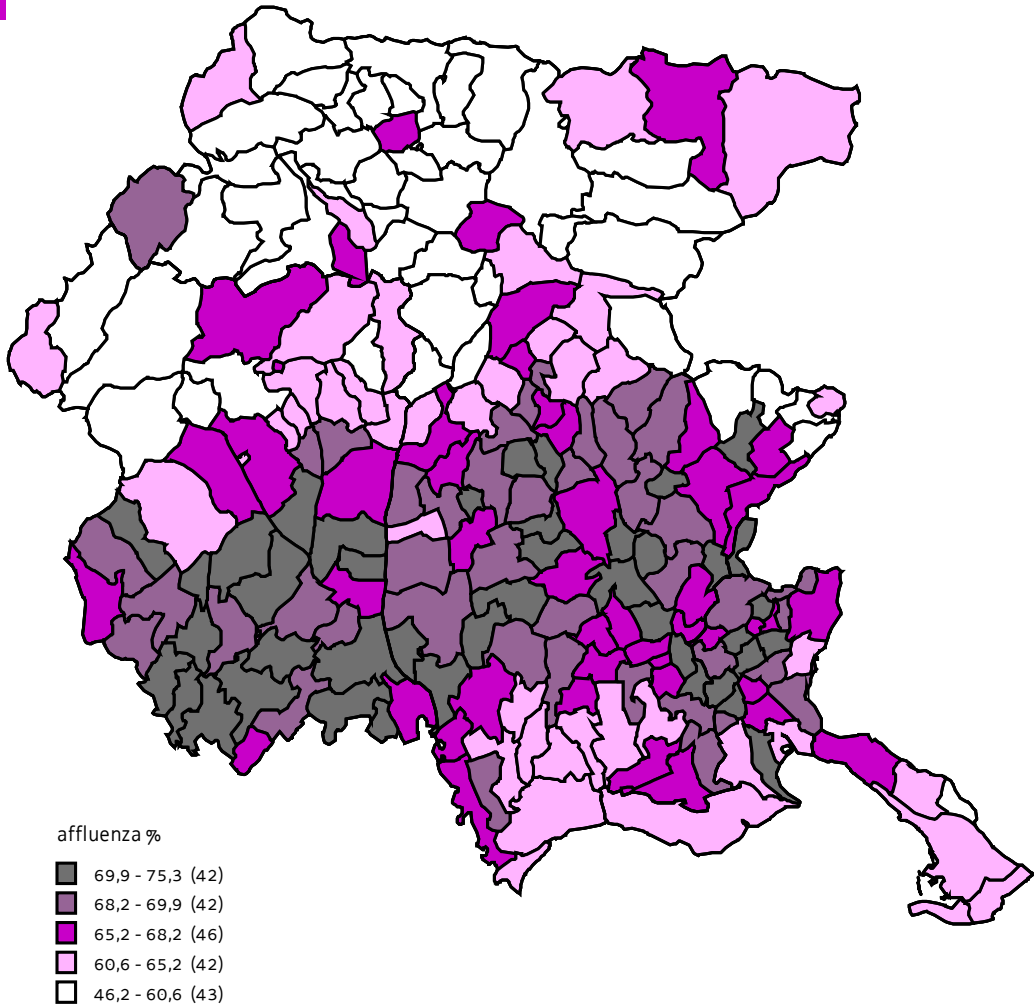 affluenza %
69,9 - 75,3 (42)
68,2 - 69,9 (42)
65,2 - 68,2 (46)
60,6 - 65,2 (42)
46,2 - 60,6 (43)